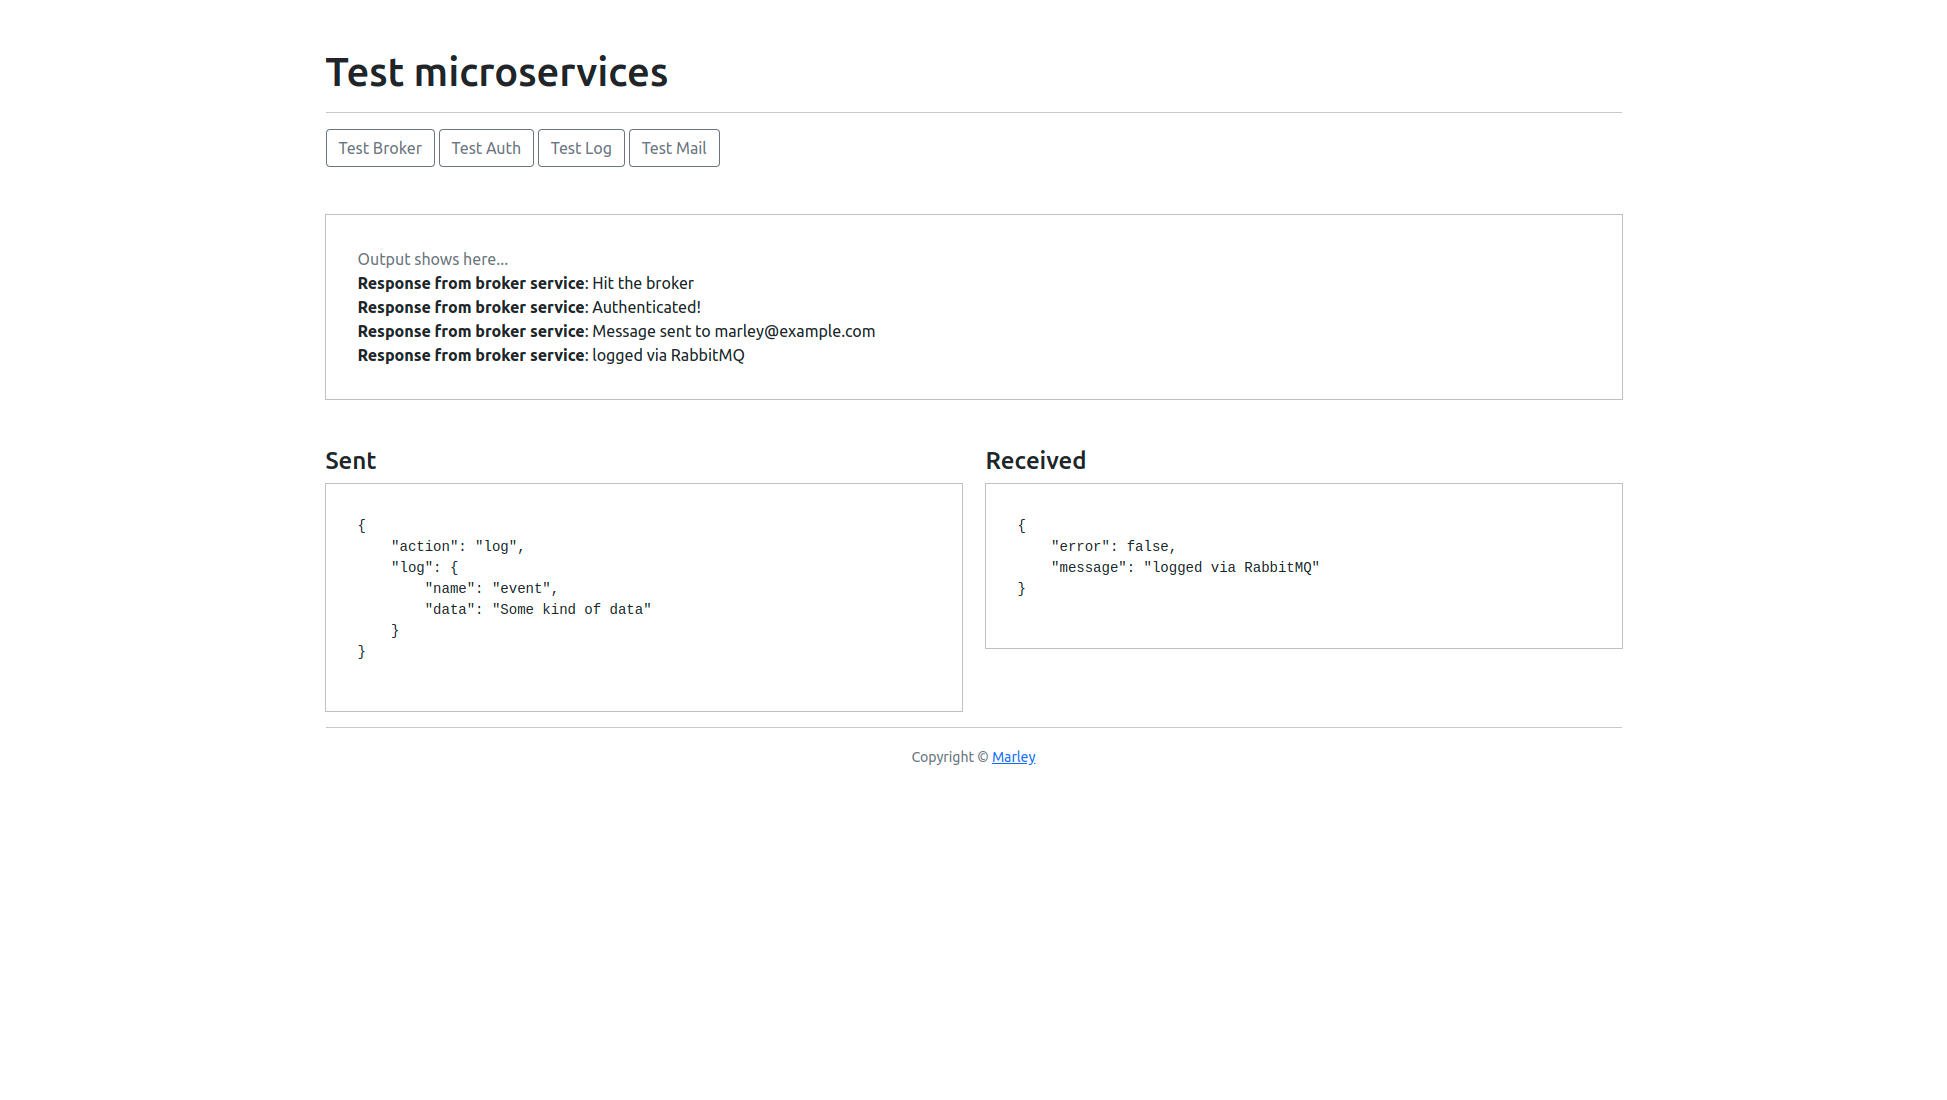 Test microservices
Test Broker Test Auth Test Log Test Mail
Output shows here...
Response from broker service: Hit the broker
Response from broker service: Authenticated!
Response from broker service: Message sent to marley@example.com
Response from broker service: logged via RabbitMQ
Sent
{
    "action": "log",
    "log": {
        "name": "event",
        "data": "Some kind of data"
    }
}
Received
{
    "error": false,
    "message": "logged via RabbitMQ"
}
Copyright © Marley